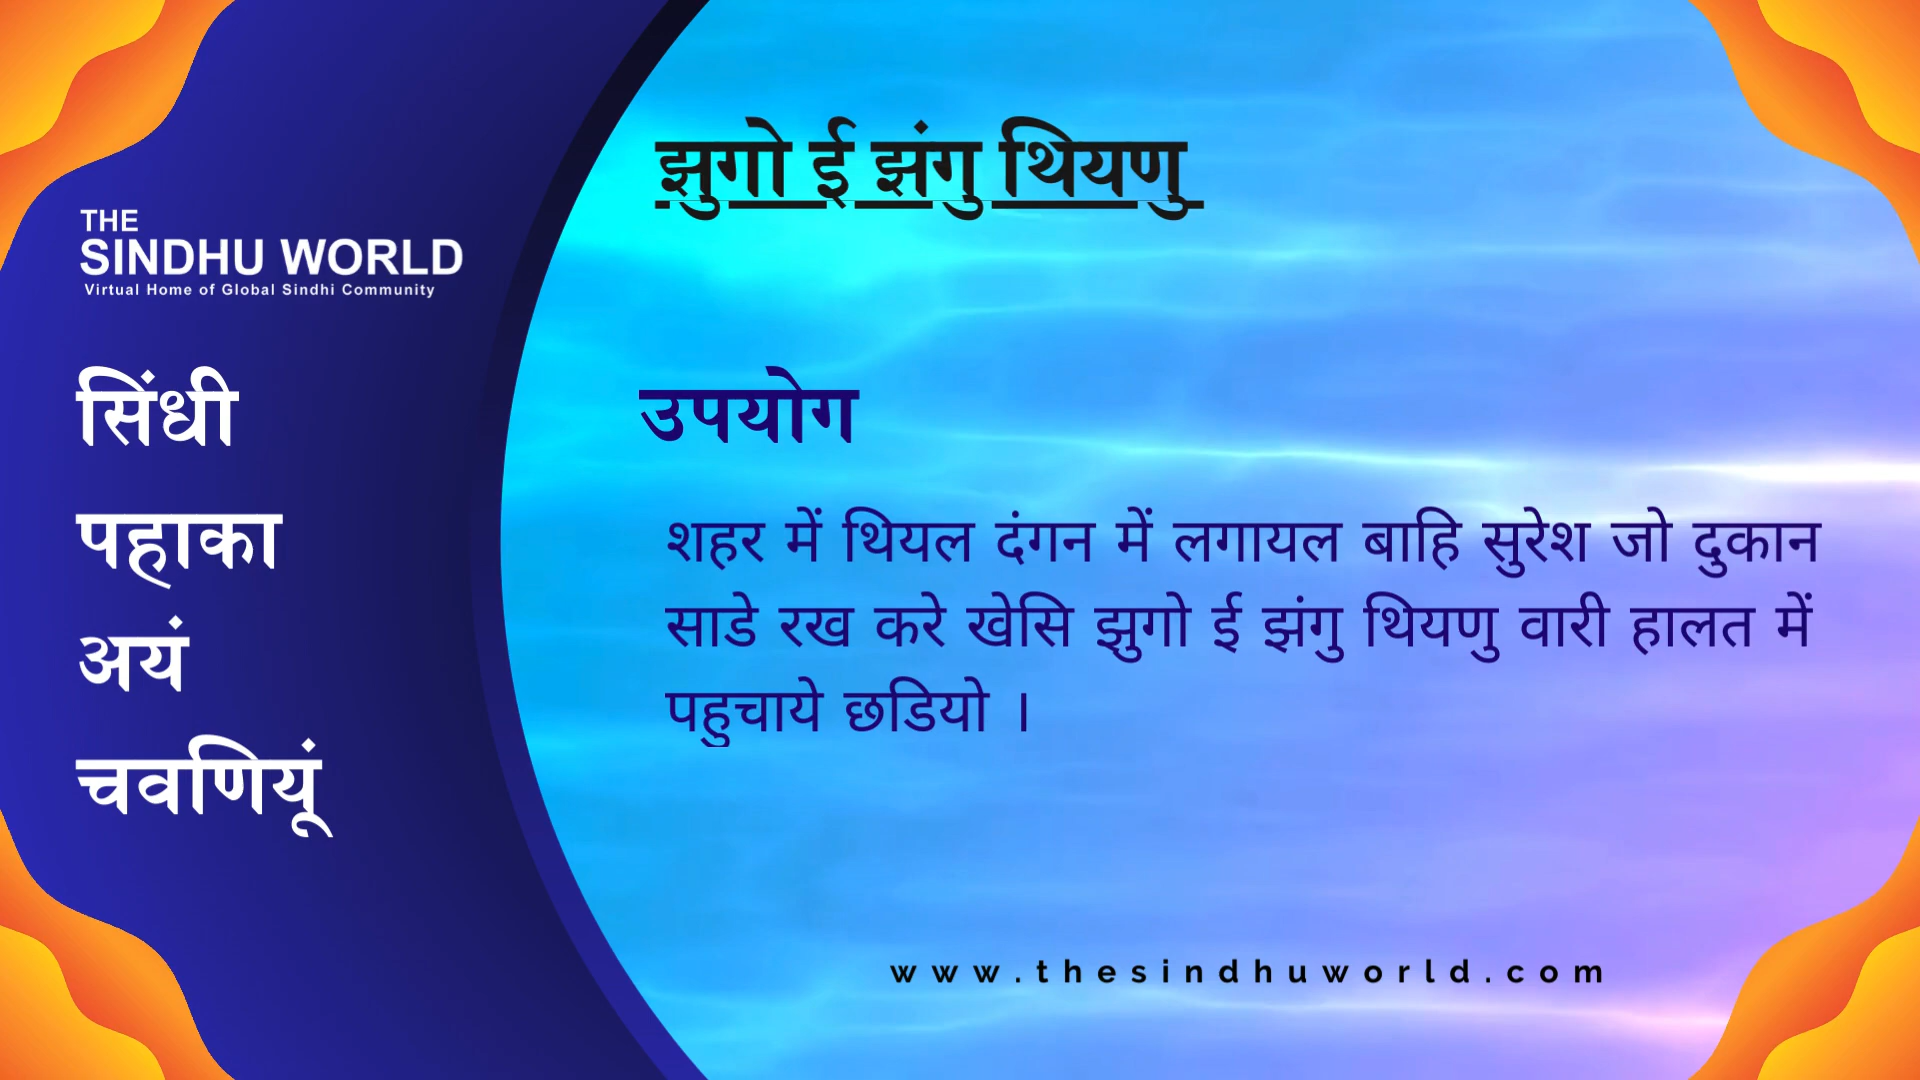 THE
SINDHU WORLD
Virtual Home of Global Sindhi Community
सिंधी
पहाका
अयं
चवणियूं
झुगो ई झंगु थियणु
उपयोग
शहर में थियल दंगन में लगायल बाहि सुरेश जो दुकान
साडे रख करे खेसि झुगो ई झंगु थियणु वारी हालत में
पहुचाये छडियो ।
www.thesindhuworld.com